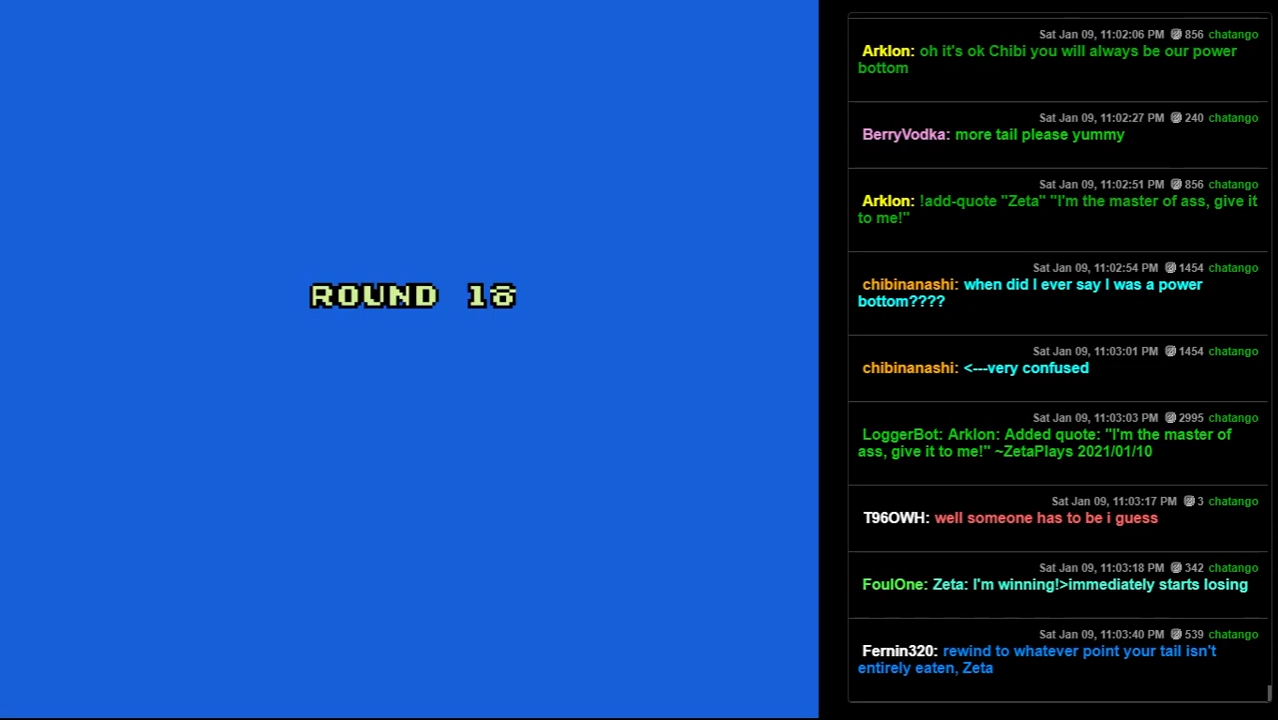 ROUND 18
Sat Jan 09, 11:02:06 PM 856 chatango
Arklon: oh it's ok Chibi you will always be our power
bottom
Sat Jan 09, 11:02:27 PM 240 chatango
BerryVodka: more tail please yummy
Sat Jan 09, 11:02:51 PM 856 chatango
Arklon: !add-quote "Zeta" "I'm the master of ass, give it
to me!"
Sat Jan 09, 11:02:54 PM 1454 chatango
chibinanashi: when did I ever say I was a power
bottom????
Sat Jan 09, 11:03:01 PM 1454 chatango
chibinanashi: <---very confused
Sat Jan 09, 11:03:03 PM 2995 chatango
LoggerBot: Arklon: Added quote: "I'm the master of
ass, give it to me!" ~ZetaPlays 2021/01/10
Sat Jan 09, 11:03:17 PM 3 chatango
T96OWH: well someone has to be i guess
Sat Jan 09, 11:03:18 PM 342 chatango
FoulOne: Zeta: I'm winning!>immediately starts losing
Sat Jan 09, 11:03:40 PM 539 chatango
Fernin320: rewind to whatever point your tail isn't
entirely eaten, Zeta